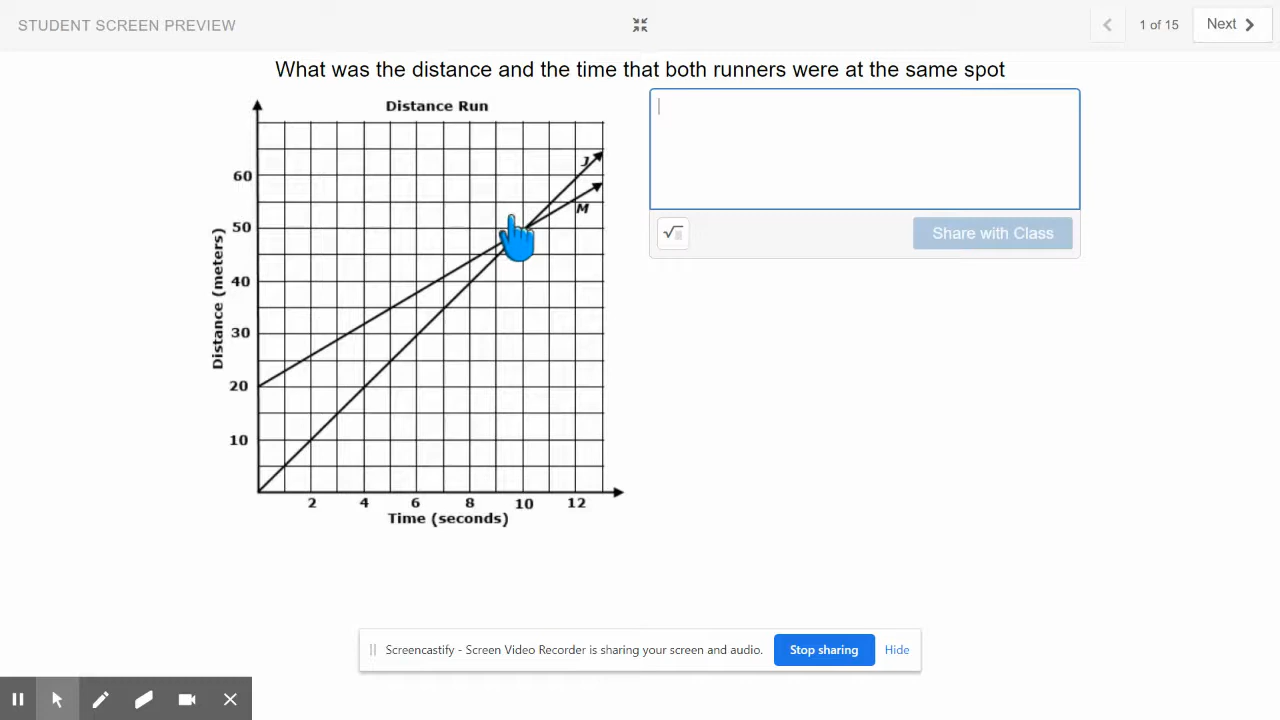 STUDENT SCREEN PREVIEW
1 of 15
Next
What was the distance and the time that both runners were at the same spot
Distance Run
J
M
60
50
40
30
20
10
Distance (meters)
2 4 6 8 10 12
Time (seconds)
√
Share with Class
Screencastify - Screen Video Recorder is sharing your screen and audio.
Stop sharing
Hide